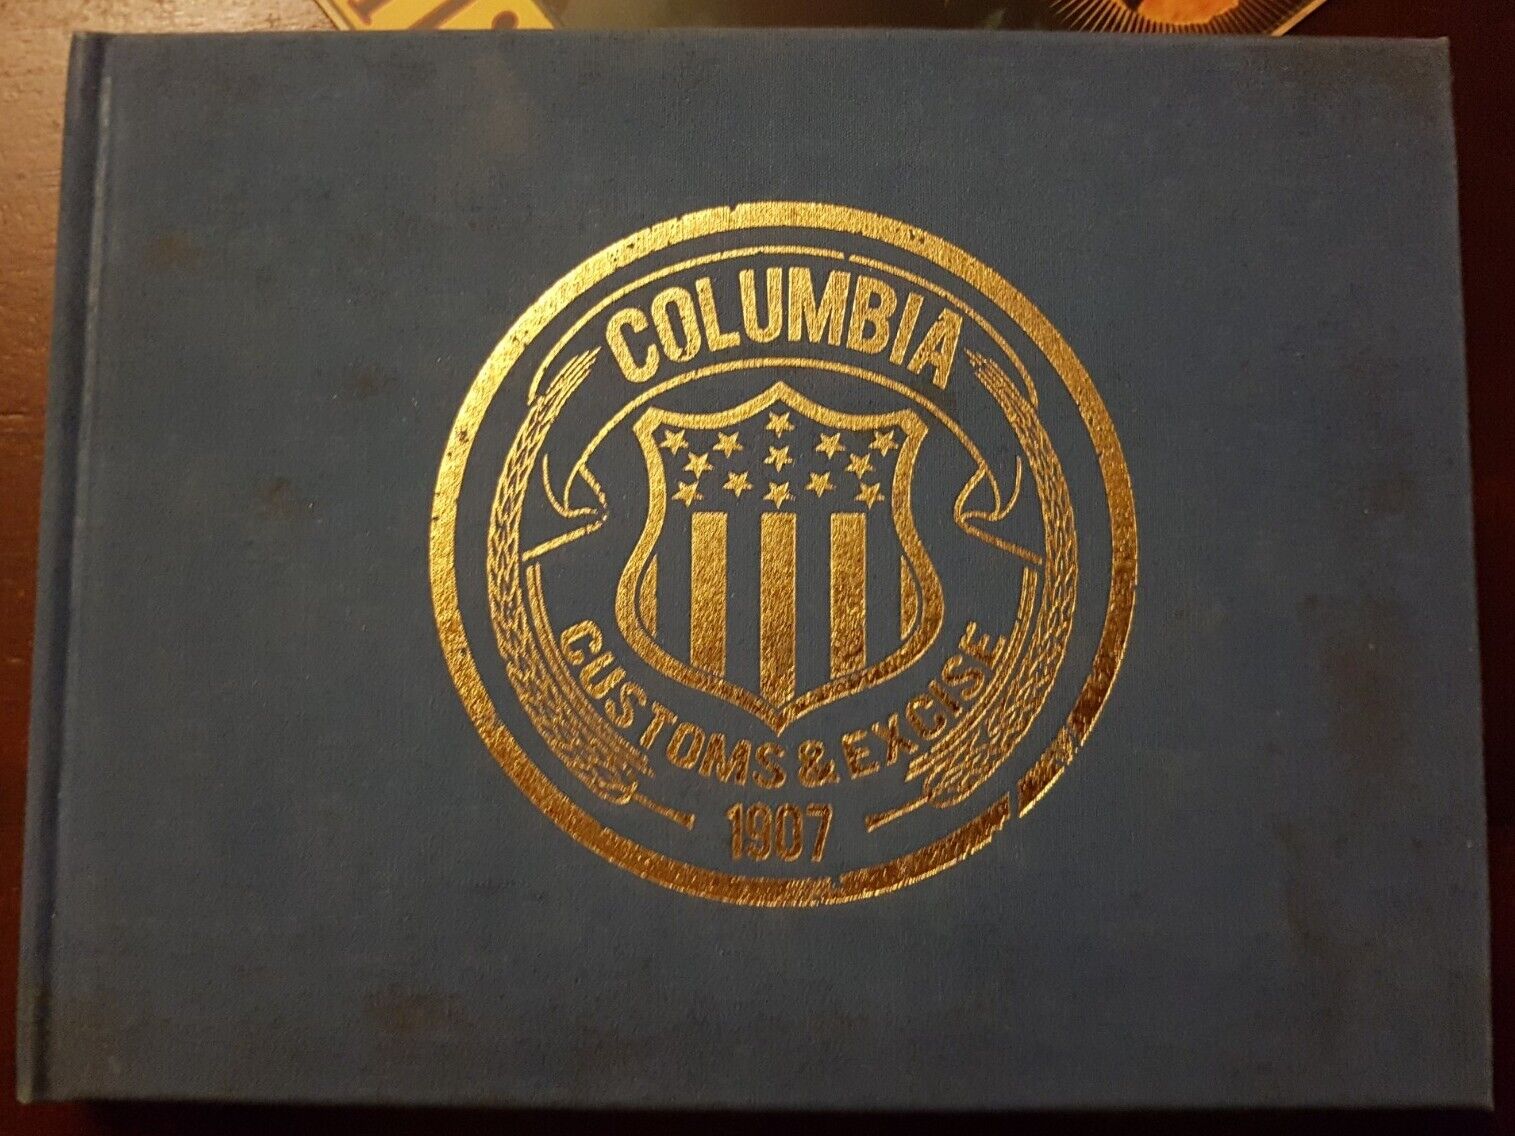 COLUMBIA
CUSTOMS & EXCISE
1907